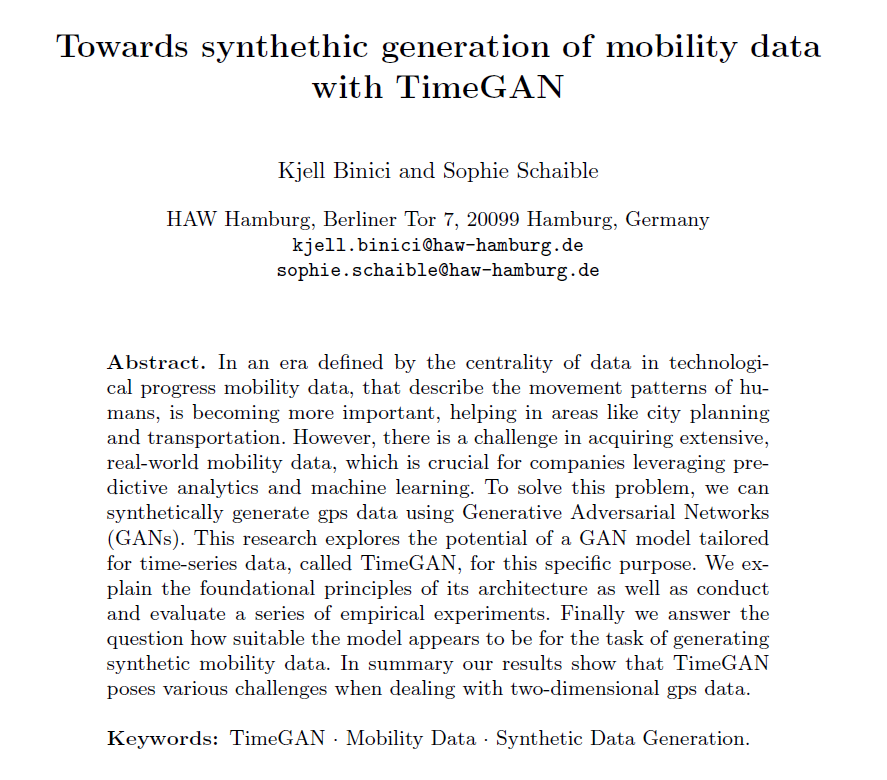 Towards synthethic generation of mobility data
with TimeGAN
Kjell Binici and Sophie Schaible
HAW Hamburg, Berliner Tor 7, 20099 Hamburg, Germany
kjell.binici@haw-hamburg.de
sophie.schaible@haw-hamburg.de
Abstract. In an era defined by the centrality of data in technologi-
cal progress mobility data, that describe the movement patterns of hu-
mans, is becoming more important, helping in areas like city planning
and transportation. However, there is a challenge in acquiring extensive,
real-world mobility data, which is crucial for companies leveraging pre-
dictive analytics and machine learning. To solve this problem, we can
synthetically generate gps data using Generative Adversarial Networks
(GANs). This research explores the potential of a GAN model tailored
for time-series data, called TimeGAN, for this specific purpose. We ex-
plain the foundational principles of its architecture as well as conduct
and evaluate a series of empirical experiments. Finally we answer the
question how suitable the model appears to be for the task of generating
synthetic mobility data. In summary our results show that TimeGAN
poses various challenges when dealing with two-dimensional gps data.
Keywords: TimeGAN · Mobility Data · Synthetic Data Generation.